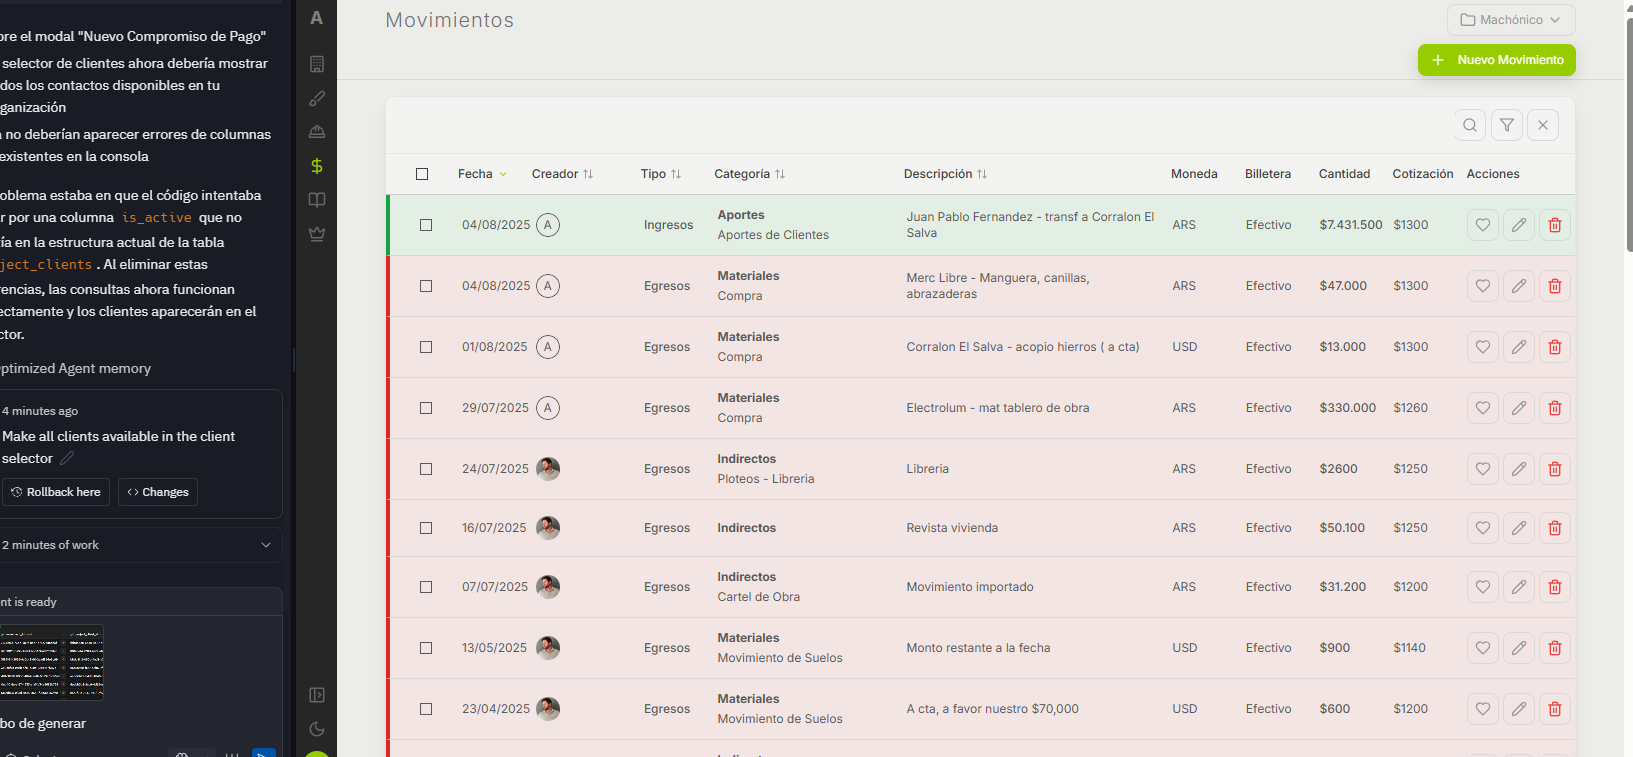 bre el modal "Nuevo Compromiso de Pago"
selector de clientes ahora debería mostrar
dos los contactos disponibles en tu
ganización
no deberían aparecer errores de columnas
existentes en la consola
oblema estaba en que el código intentaba
r por una columna is_active que no
tía en la estructura actual de la tabla
ject_clients . Al eliminar estas
rencias, las consultas ahora funcionan
ectamente y los clientes aparecerán en el
ctor.
ptimized Agent memory
4 minutes ago
Make all clients available in the client
selector
Rollback here
Changes
2 minutes of work
nt is ready
bo de generar
A
Movimientos
Machónico
+ Nuevo Movimiento
Fecha Creador Tipo Categoría Descripción Moneda Billetera Cantidad Cotización Acciones
04/08/2025 A Ingresos Aportes
Aportes de Clientes
Juan Pablo Fernandez - transf a Corralon El
Salva
ARS Efectivo $7.431.500 $1300
04/08/2025 A Egresos Materiales
Compra
Merc Libre - Manguera, canillas,
abrazaderas
ARS Efectivo $47.000 $1300
01/08/2025 A Egresos Materiales
Compra
Corralon El Salva - acopio hierros ( a cta) USD Efectivo $13.000 $1300
29/07/2025 A Egresos Materiales
Compra
Electrolum - mat tablero de obra ARS Efectivo $330.000 $1260
24/07/2025 Egresos Indirectos
Ploteos - Libreria
Libreria ARS Efectivo $2600 $1250
16/07/2025 Egresos Indirectos Revista vivienda ARS Efectivo $50.100 $1250
07/07/2025 Egresos Indirectos
Cartel de Obra
Movimiento importado ARS Efectivo $31.200 $1200
13/05/2025 Egresos Materiales
Movimiento de Suelos
Monto restante a la fecha USD Efectivo $900 $1140
23/04/2025 Egresos Materiales
Movimiento de Suelos
A cta, a favor nuestro $70,000 USD Efectivo $600 $1200